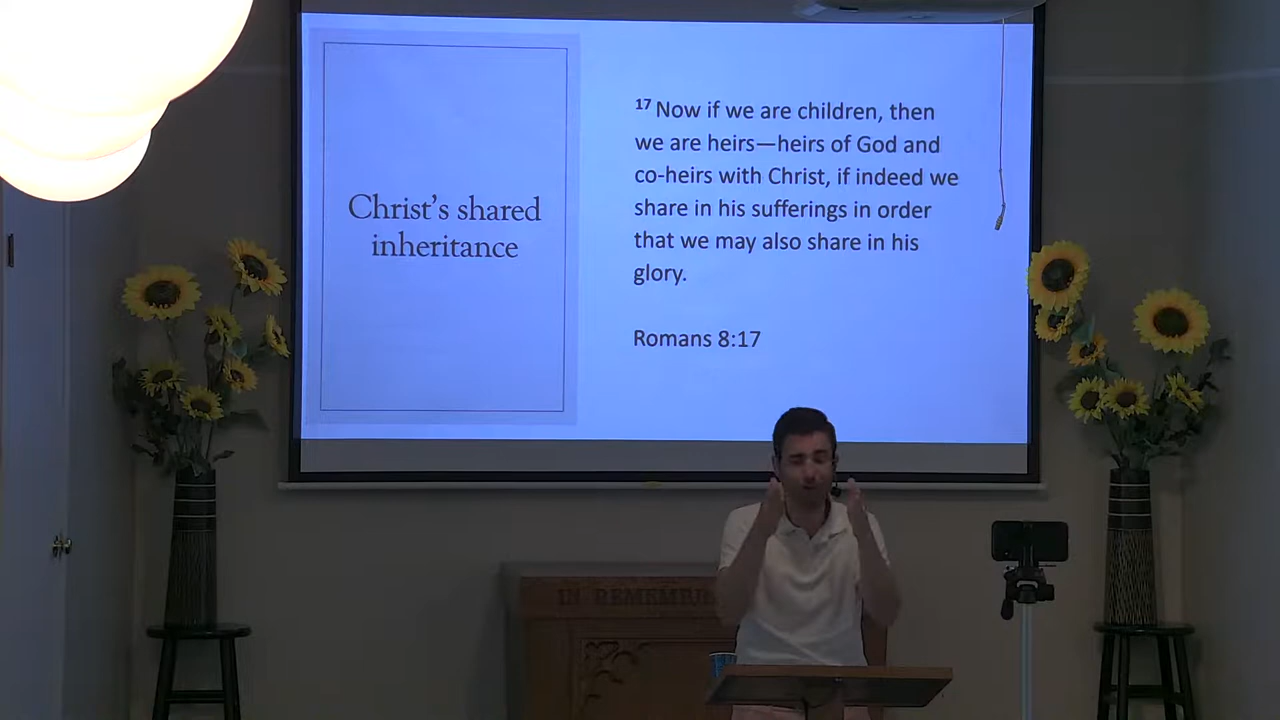 Christ’s shared
inheritance
17 Now if we are children, then
we are heirs—heirs of God and
co-heirs with Christ, if indeed we
share in his sufferings in order
that we may also share in his
glory.
Romans 8:17
IN